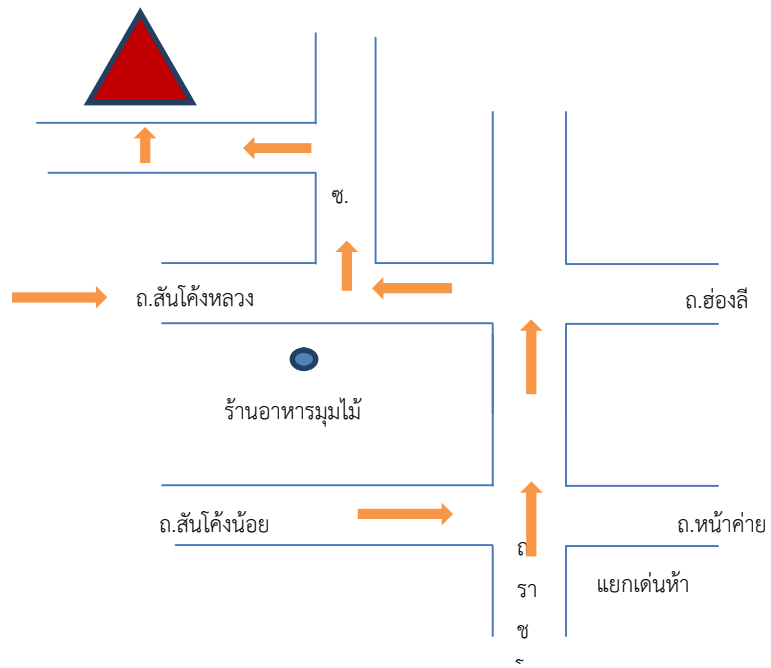 ซ.
ถ.สันโค้งหลวง
ถ.ฮ่องลี
ร้านอาหารมุมไม้
ถ.สันโค้งน้อย
ถ.หน้าค่าย
แยกเด่นห้า
ถ
รา
ช